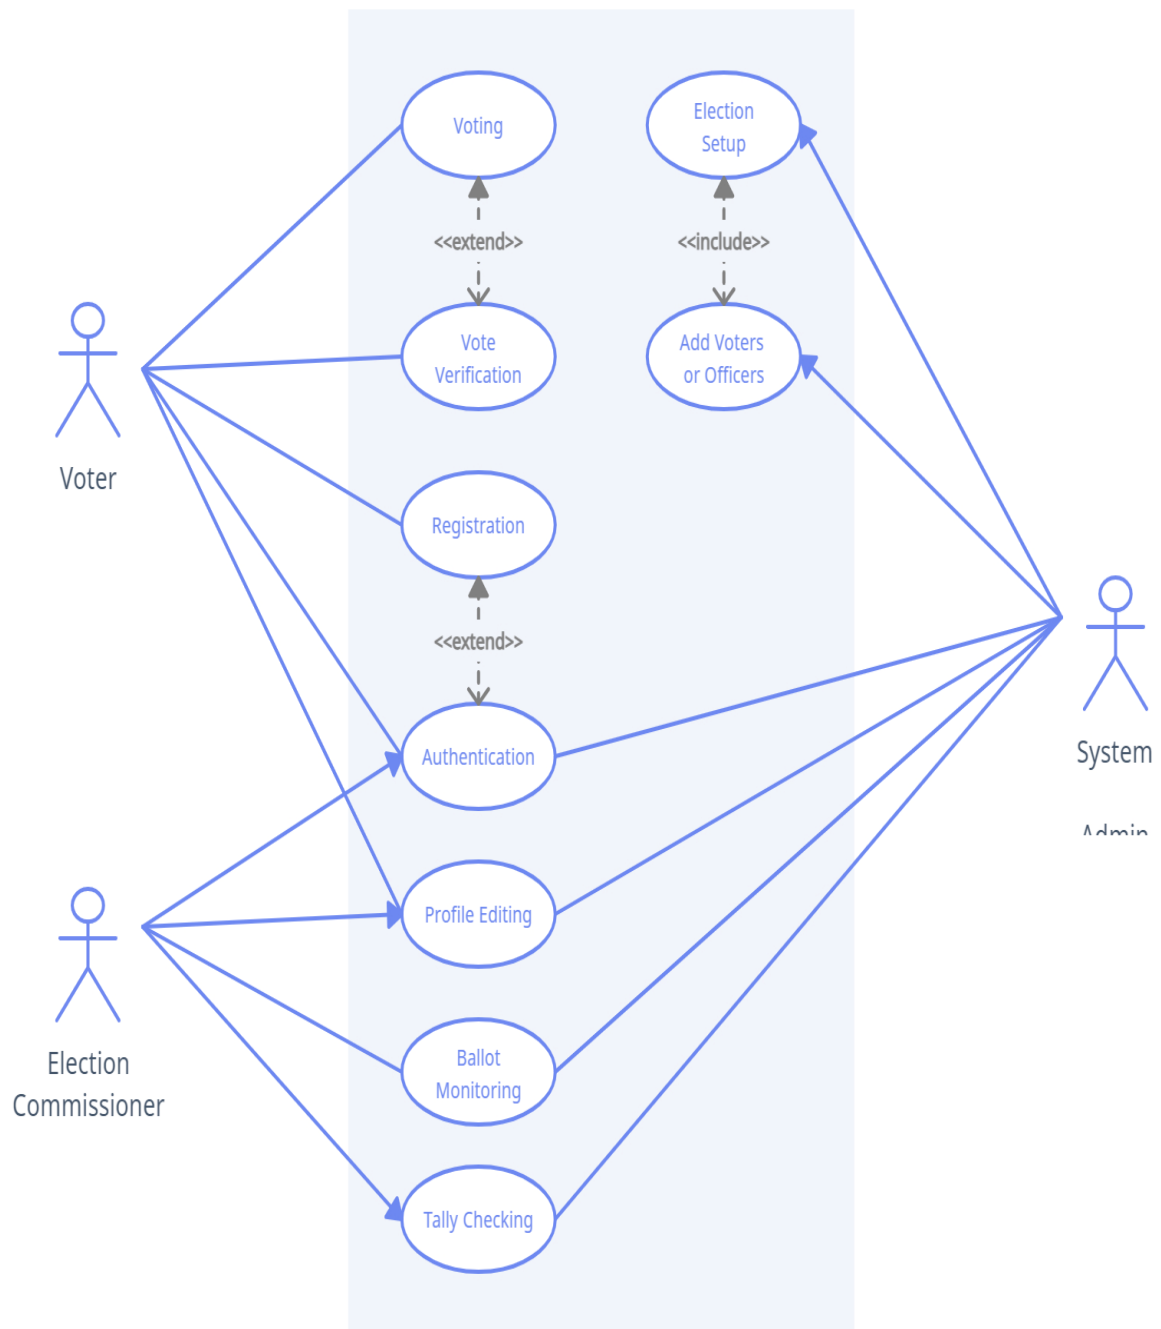 Voting
Election
Setup
<<extend>>
<<include>>
Vote
Verification
Add Voters
or Officers
Voter
Registration
<<extend>>
Authentication
System
Admin
Profile Editing
Election
Commissioner
Ballot
Monitoring
Tally Checking